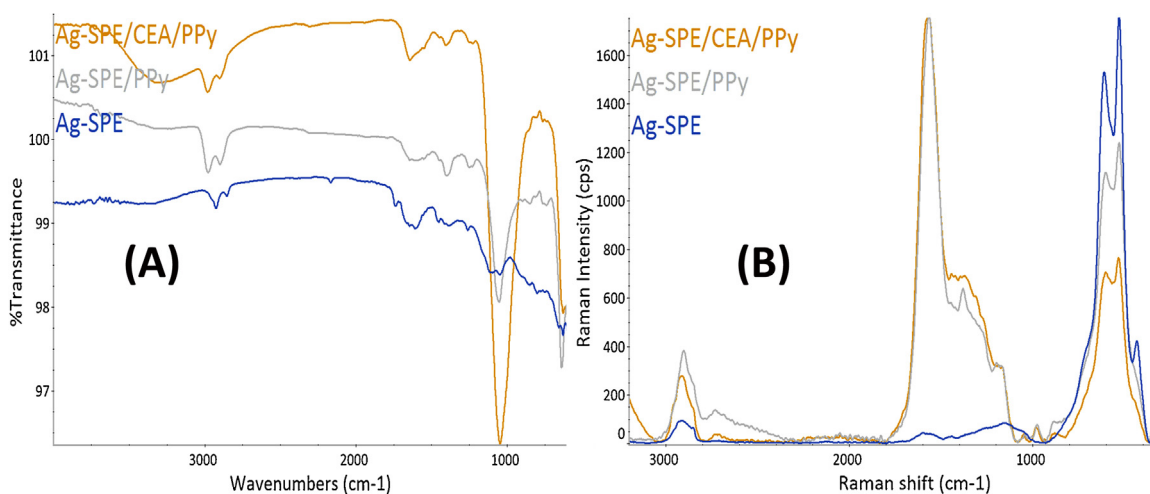 Ag-SPE/CEA/PPy
Ag-SPE/PPy
Ag-SPE
(A)
%Transmittance
101
100
99
98
97
3000
2000
1000
Wavenumbers (cm-1)
Ag-SPE/CEA/PPy
Ag-SPE/PPy
Ag-SPE
(B)
Raman Intensity (cps)
1600
1400
1200
1000
800
600
400
200
0
3000
2000
1000
Raman shift (cm-1)